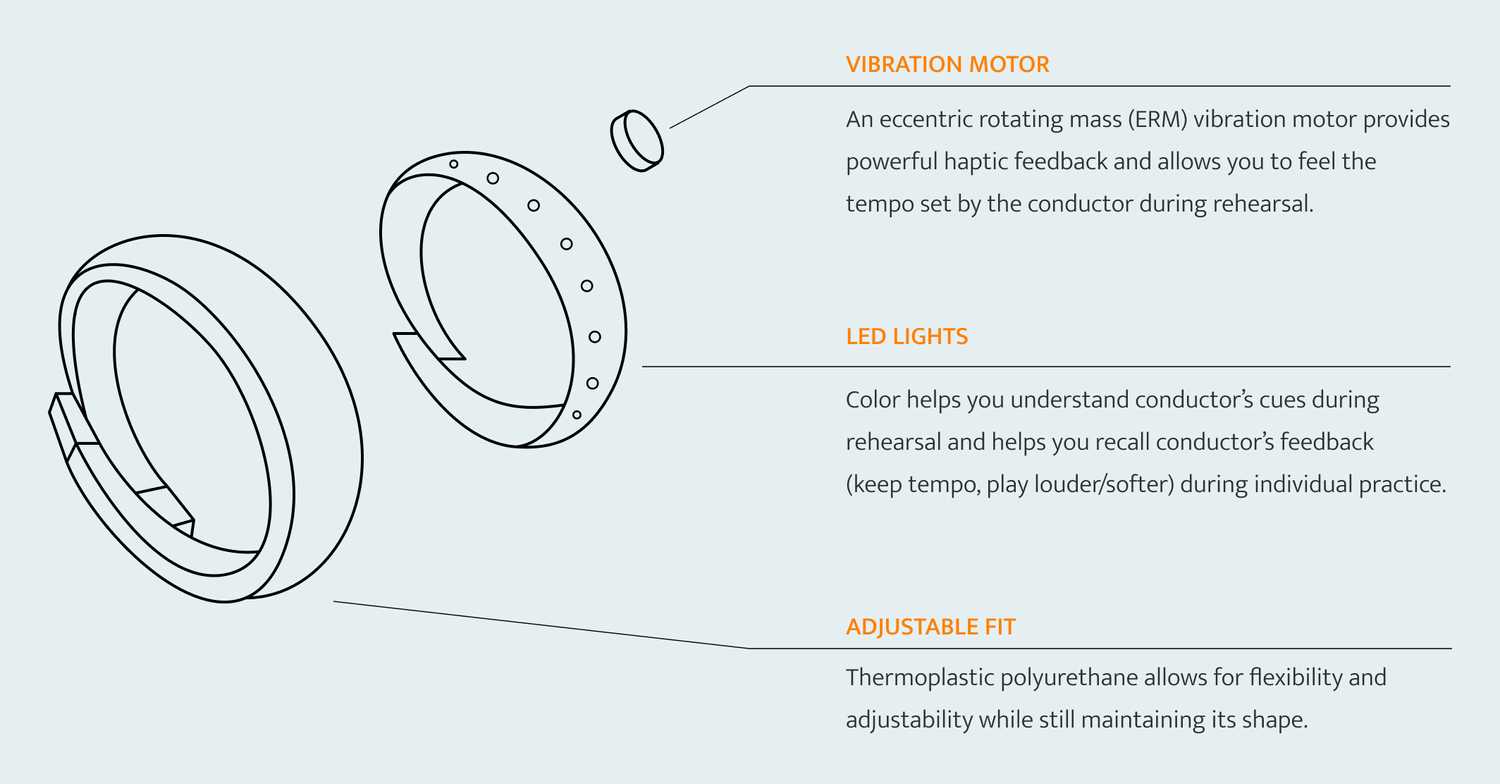 VIBRATION MOTOR
An eccentric rotating mass (ERM) vibration motor provides
powerful haptic feedback and allows you to feel the
tempo set by the conductor during rehearsal.
LED LIGHTS
Color helps you understand conductor’s cues during
rehearsal and helps you recall conductor’s feedback
(keep tempo, play louder/softer) during individual practice.
ADJUSTABLE FIT
Thermoplastic polyurethane allows for flexibility and
adjustability while still maintaining its shape.